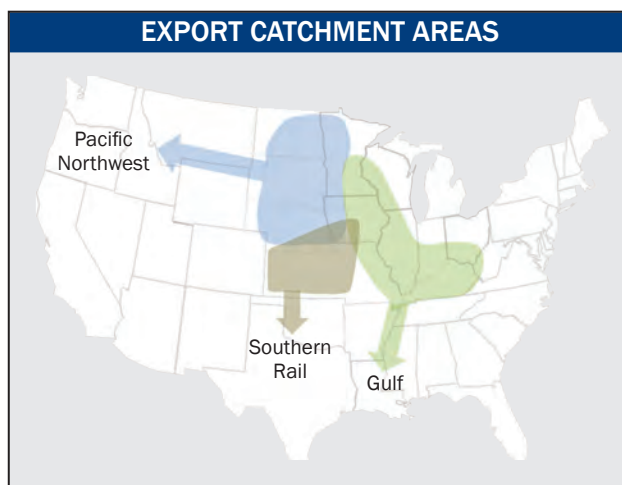 EXPORT CATCHMENT AREAS
Pacific
Northwest
Southern
Rail
Gulf